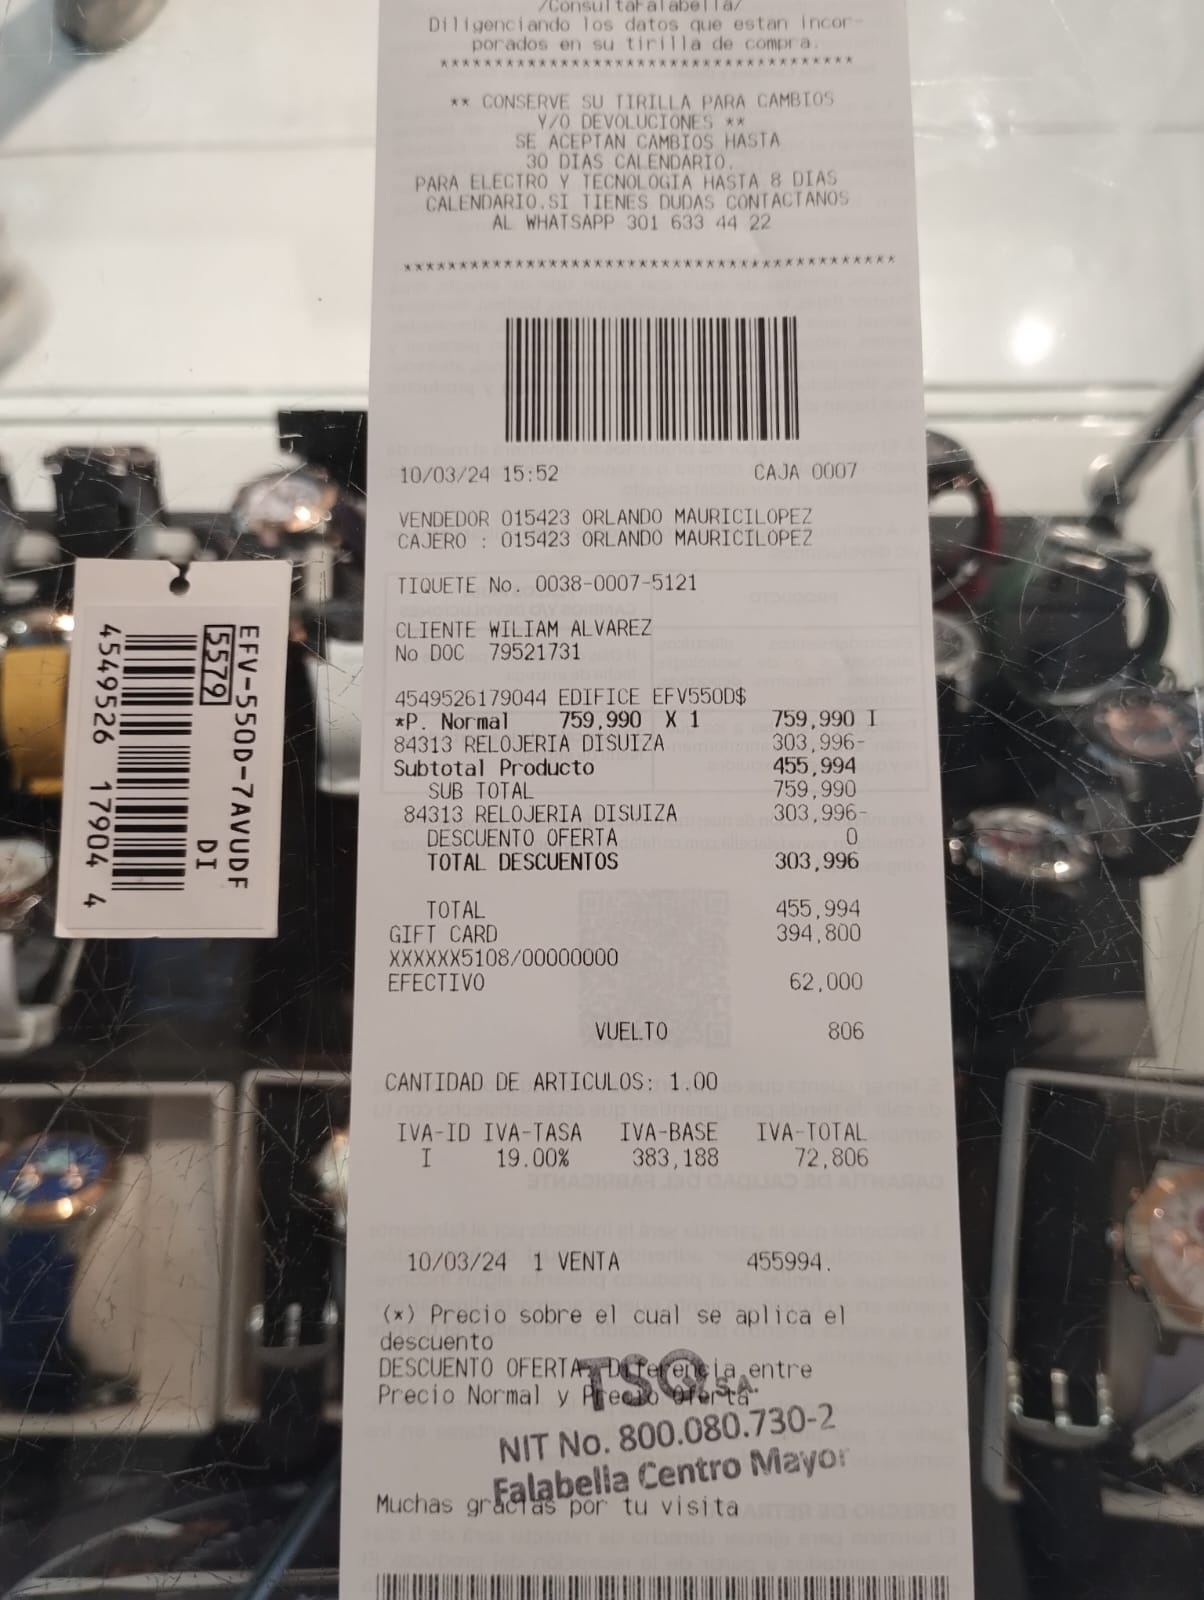 /ConsultaFalabella/
Diligenciando los datos que estan incor-
porados en su tirilla de compra.
***************************************
** CONSERVE SU TIRILLA PARA CAMBIOS
Y/O DEVOLUCIONES **
SE ACEPTAN CAMBIOS HASTA
30 DIAS CALENDARIO.
PARA ELECTRO Y TECNOLOGIA HASTA 8 DIAS
CALENDARIO.SI TIENES DUDAS CONTACTANOS
AL WHATSAPP 301 633 44 22
******************************************
10/03/24 15:52 CAJA 0007
VENDEDOR 015423 ORLANDO MAURICILOPEZ
CAJERO : 015423 ORLANDO MAURICILOPEZ
TIQUETE No. 0038-0007-5121
CLIENTE WILIAM ALVAREZ
No DOC 79521731
4549526179044 EDIFICE EFV550D$
*P. Normal 759,990 X 1 759,990 I
84313 RELOJERIA DISUIZA 303,996-
Subtotal Producto 455,994
SUB TOTAL 759,990
84313 RELOJERIA DISUIZA 303,996-
DESCUENTO OFERTA 0
TOTAL DESCUENTOS 303,996
TOTAL 455,994
GIFT CARD 394,800
XXXXXX5108/00000000
EFECTIVO 62,000
VUELTO 806
CANTIDAD DE ARTICULOS: 1.00
IVA-ID IVA-TASA IVA-BASE IVA-TOTAL
I 19.00% 383,188 72,806
10/03/24 1 VENTA 455994.
(*) Precio sobre el cual se aplica el
descuento
DESCUENTO OFERTA: Diferencia entre
Precio Normal y Precio Oferta
TSO S.A.
NIT No. 800.080.730-2
Falabella Centro Mayor
Muchas gracias por tu visita
EFV-550D-7AVUDF
DI
5579
4549526 17904 4